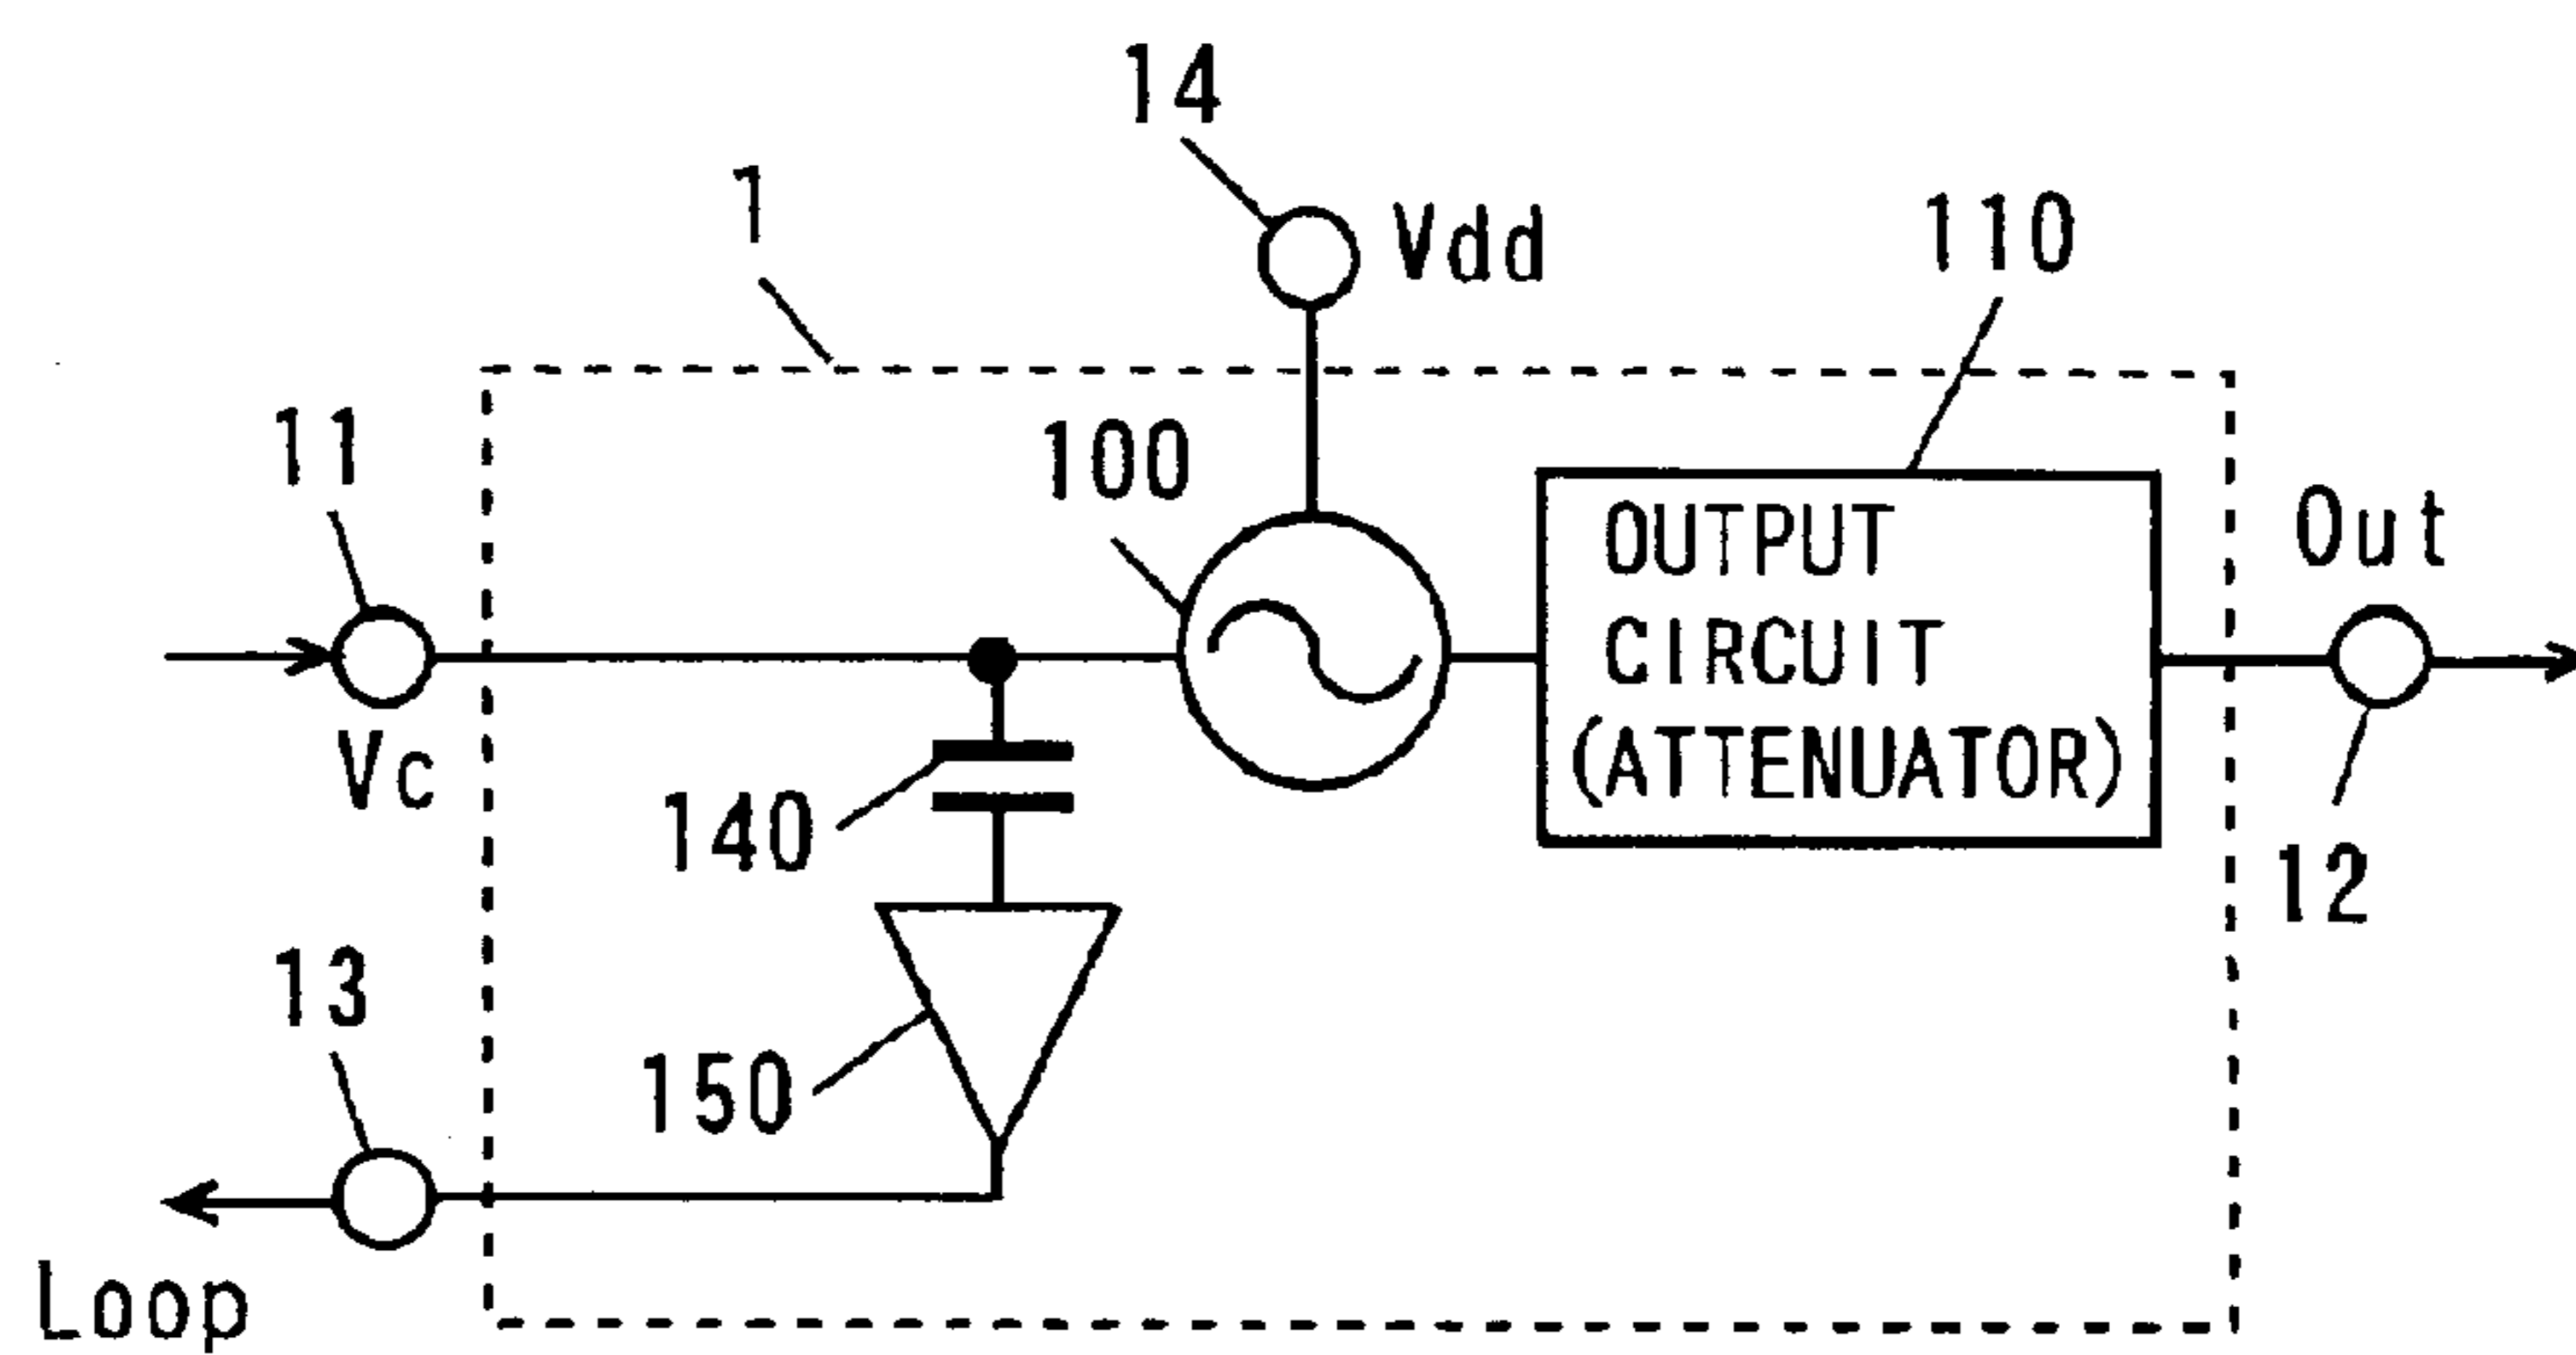 14
1
Vdd
110
11
100
OUTPUT
CIRCUIT
(ATTENUATOR)
Out
Vc
140
12
13
150
Loop